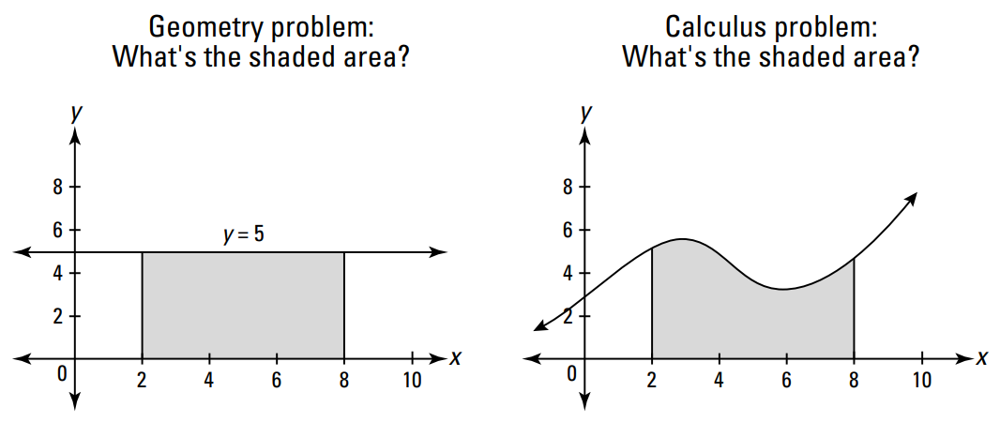 Geometry problem:
What's the shaded area?
y
8
6
y = 5
4
2
0
2 4 6 8 10
x
Calculus problem:
What's the shaded area?
y
8
6
4
2
0
2 4 6 8 10
x